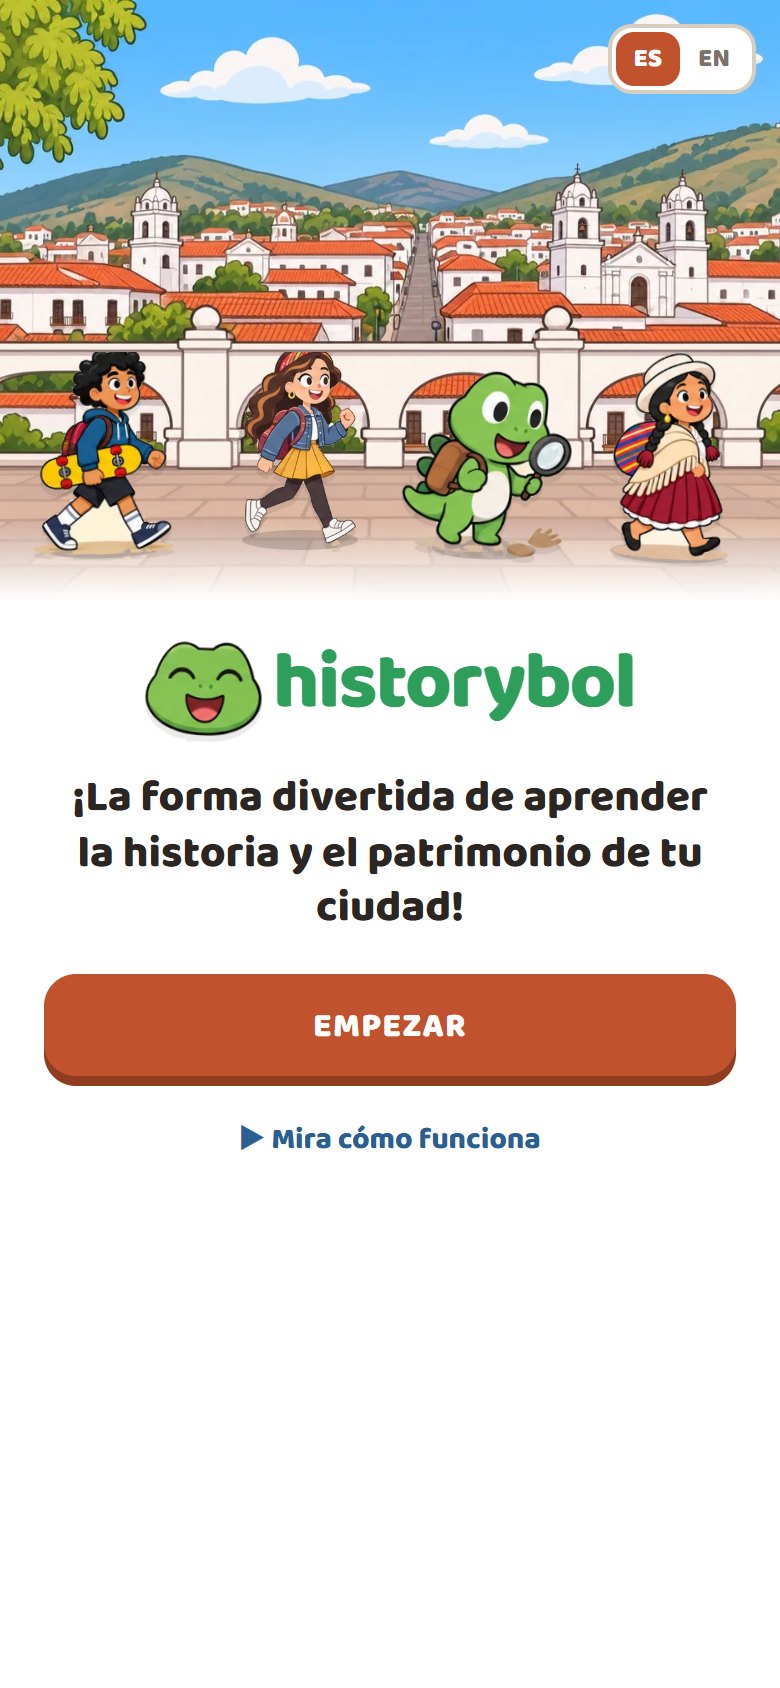 ES EN
historybol
¡La forma divertida de aprender
la historia y el patrimonio de tu
ciudad!
EMPEZAR
▶ Mira cómo funciona